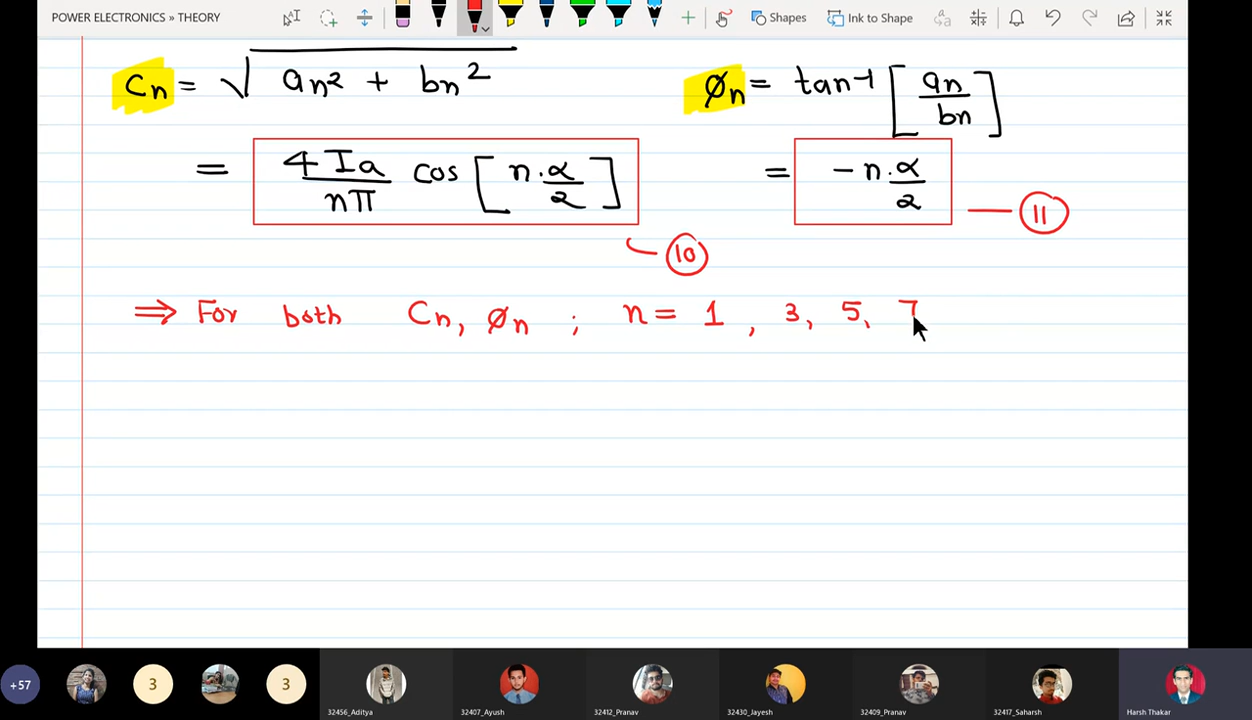 POWER ELECTRONICS » THEORY
Shapes
Ink to Shape
Cn = √ an² + bn²
Øn = tan-1 [ an / bn ]
= 4Ia / nπ cos [ n.α / 2 ]
= -n.α / 2
11
10
⇒ For both Cn, Øn ; n = 1, 3, 5, 7
+57
3
3
32456_Aditya
32407_Ayush
32412_Pranav
32430_Jayesh
32409_Pranav
32417_Saharsh
Harsh Thakar